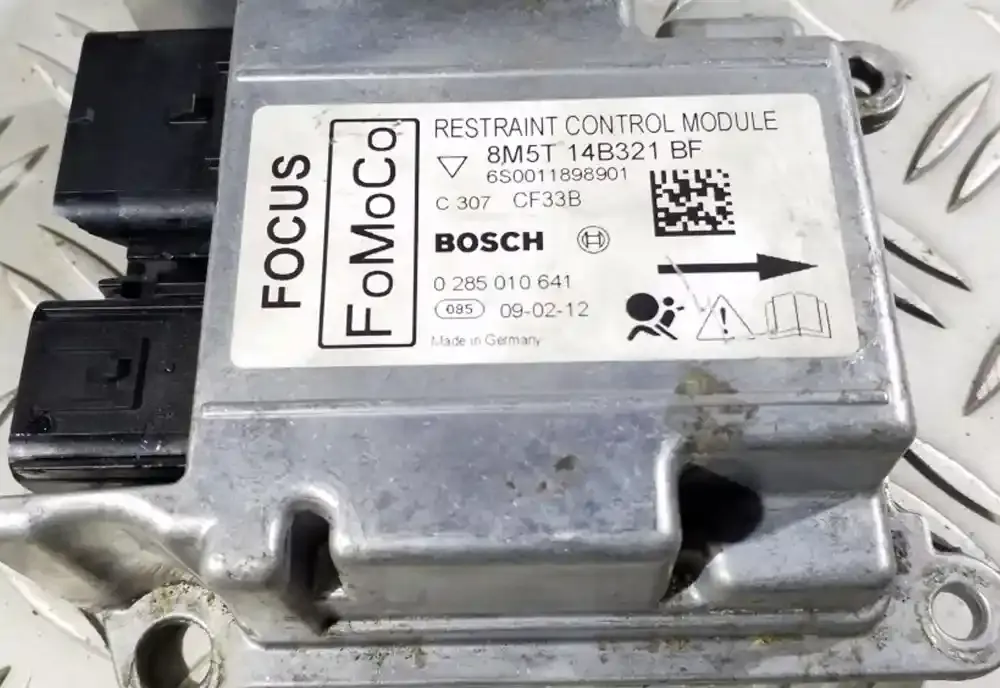 FOCUS
FoMoCo
RESTRAINT CONTROL MODULE
8M5T 14B321 BF
6S0011898901
C 307 CF33B
BOSCH
0 285 010 641
085 09-02-12
Made in Germany